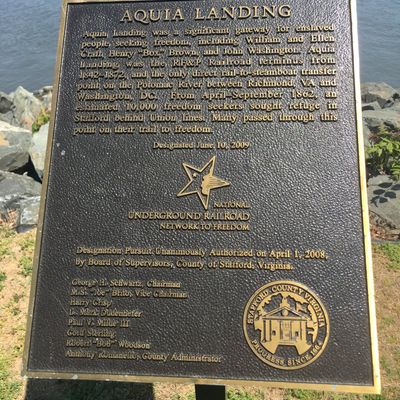 AQUIA LANDING
Aquia Landing was a significant gateway for enslaved
people seeking freedom, including William and Ellen
Craft, Henry "Box" Brown, and John Washington. Aquia
Landing was the RF&P Railroad terminus from
1842-1872, and the only direct rail-to-steamboat transfer
point on the Potomac River between Richmond, VA and
Washington, DC. From April-September 1862, an
estimated 10,000 freedom seekers sought refuge in
Stafford behind Union lines. Many passed through this
point on their trail to freedom.
Designated June 10, 2009
NATIONAL
UNDERGROUND RAILROAD
NETWORK TO FREEDOM
Designation Pursuit Unanimously Authorized on April 1, 2008,
by Board of Supervisors, County of Stafford, Virginia.
George H. Schwartz, Chairman
Vice Chairman
Harry Crisp
Paul V. Milde III
Robert "Bob" Woodson
Anthony Romanello, County Administrator
STAFFORD COUNTY, VIRGINIA
PROGRESS SINCE 1664